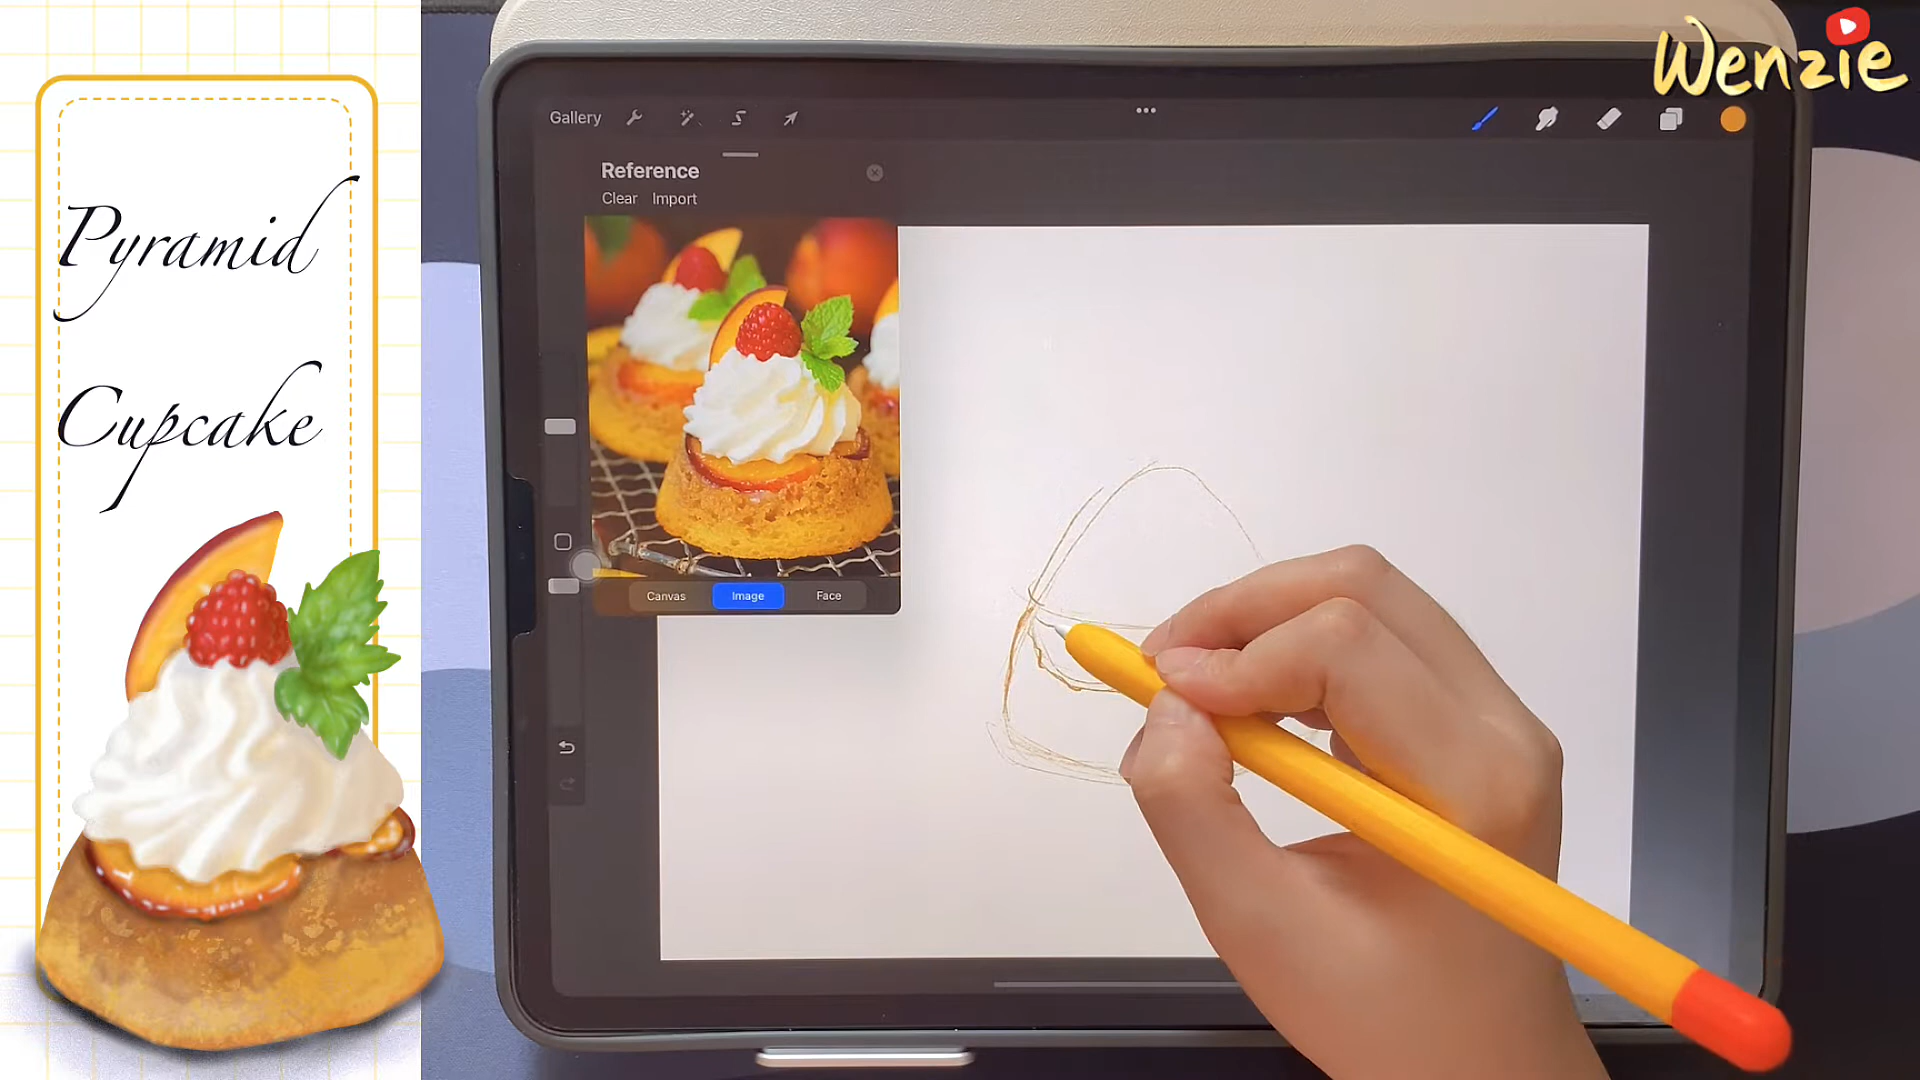 Pyramid
Cupcake
Wenzie
Gallery
Reference
Clear Import
Canvas Image Face